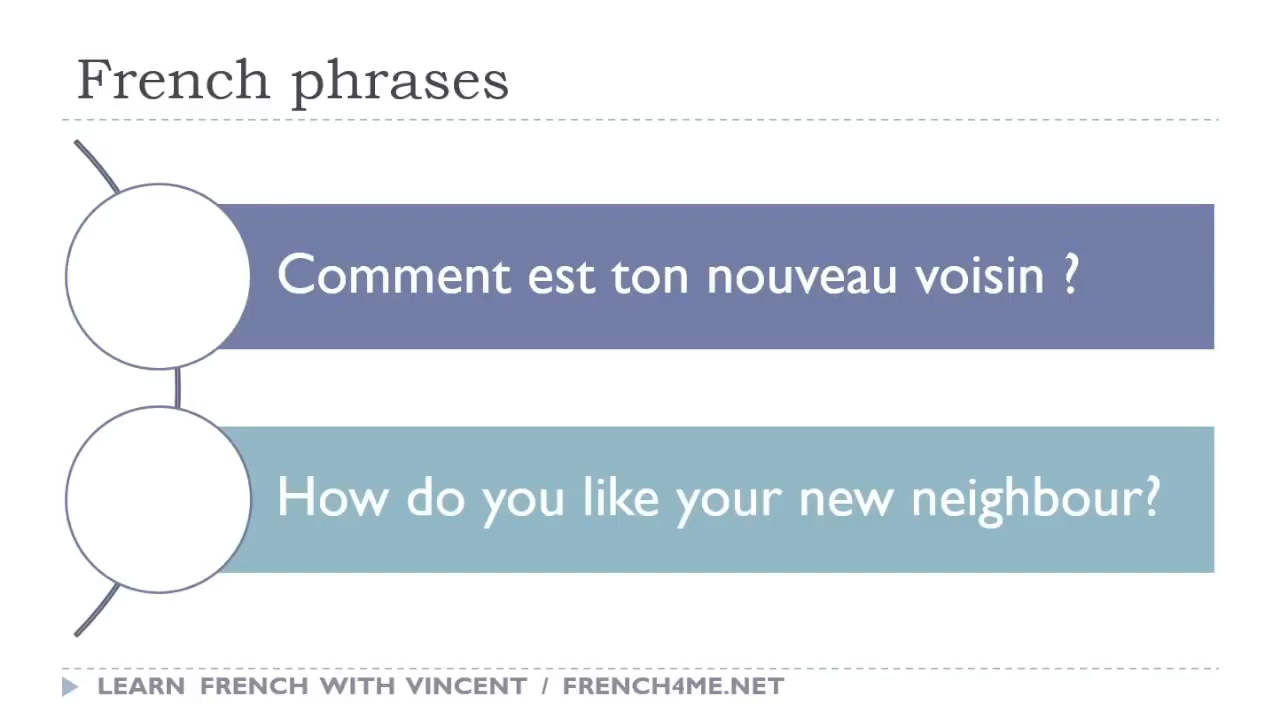 French phrases
Comment est ton nouveau voisin ?
How do you like your new neighbour?
LEARN FRENCH WITH VINCENT / FRENCH4ME.NET